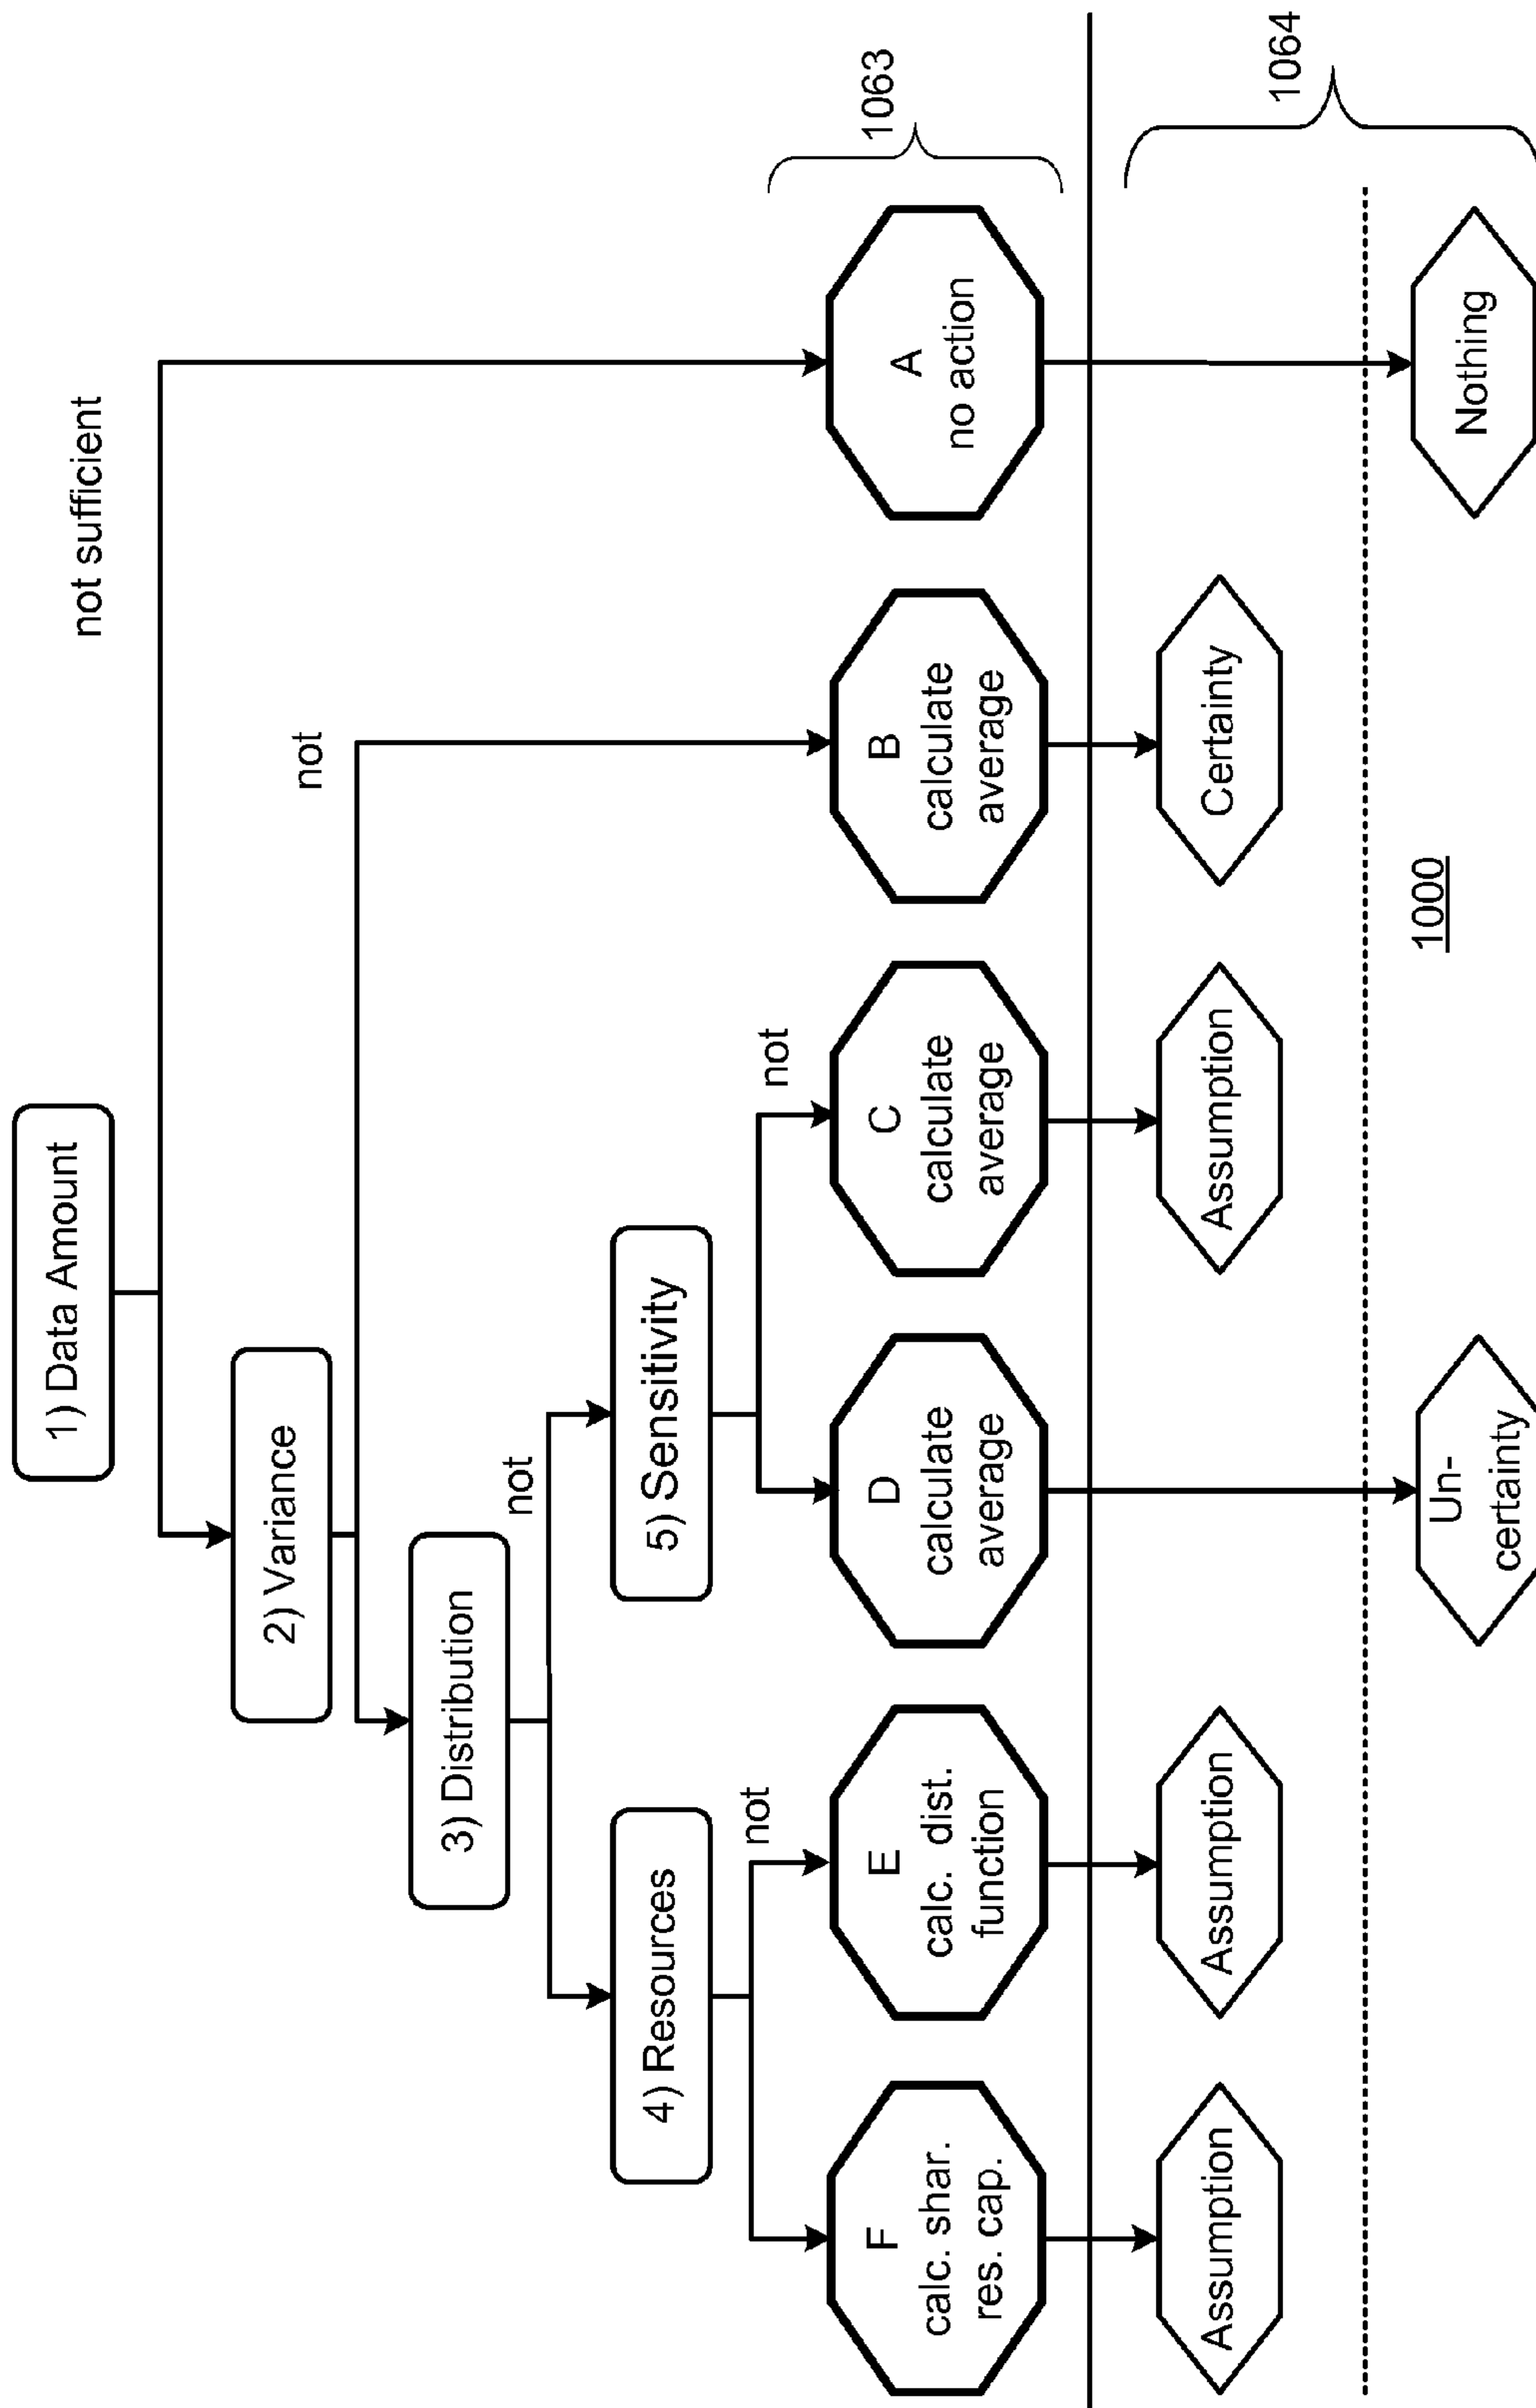 1) Data Amount
not sufficient
2) Variance
not
3) Distribution
not
4) Resources
5) Sensitivity
not
not
1063
F
calc. shar.
res. cap.
E
calc. dist.
function
D
calculate
average
C
calculate
average
B
calculate
average
A
no action
1064
Assumption
Assumption
Assumption
Certainty
Un-
certainty
1000
Nothing